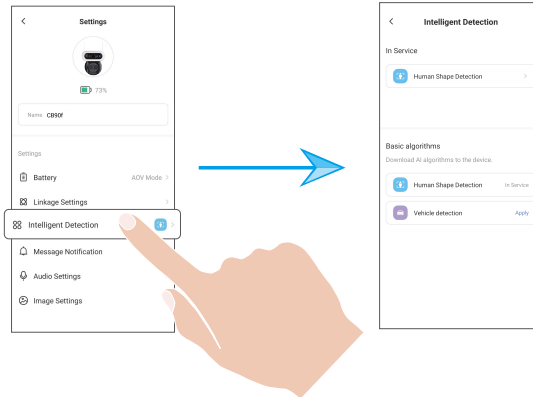 Settings
73%
Name CB90f
Settings
Battery AOV Mode
Linkage Settings
Intelligent Detection
Message Notification
Audio Settings
Image Settings
Intelligent Detection
In Service
Human Shape Detection
Basic algorithms
Download AI algorithms to the device.
Human Shape Detection In Service
Vehicle detection Apply